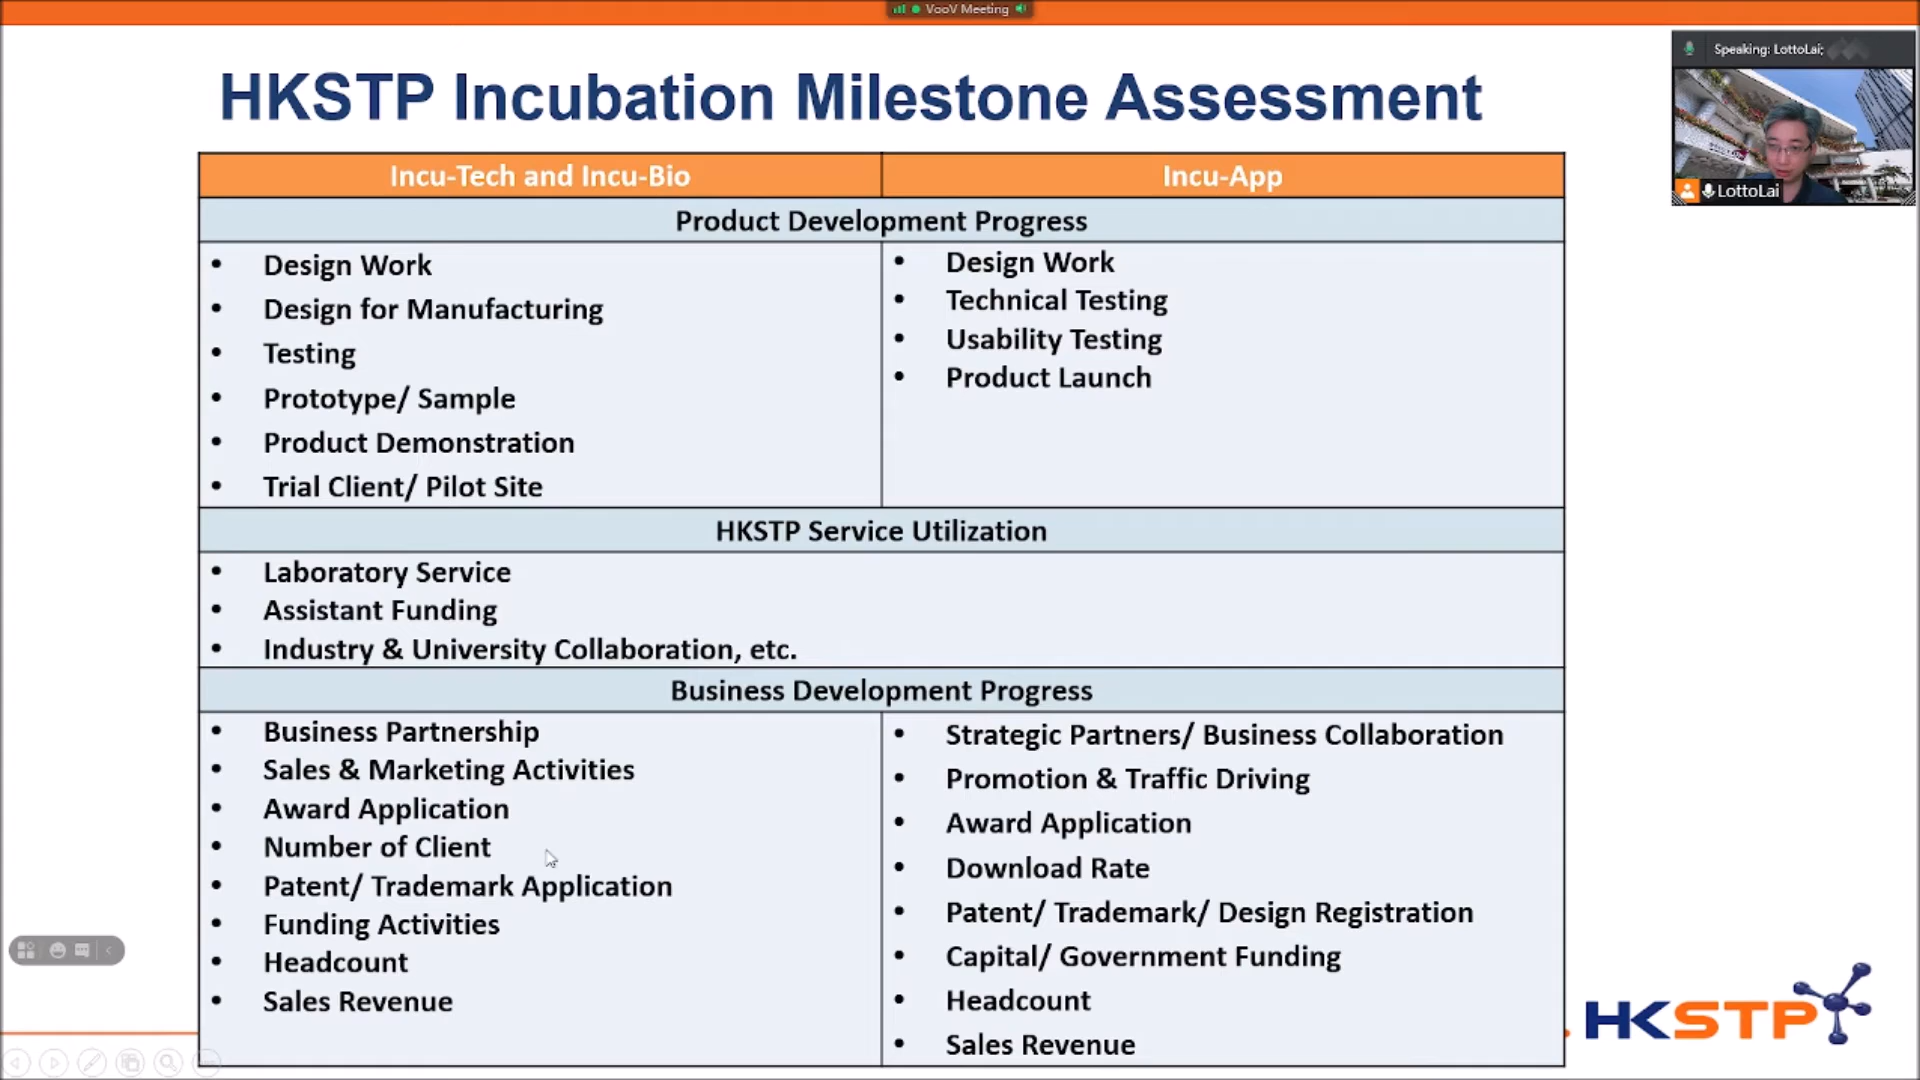 VooV Meeting
Speaking: LottoLai;
HKSTP Incubation Milestone Assessment
LottoLai
Incu-Tech and Incu-Bio
Incu-App
Product Development Progress
• Design Work
• Design for Manufacturing
• Testing
• Prototype/ Sample
• Product Demonstration
• Trial Client/ Pilot Site
• Design Work
• Technical Testing
• Usability Testing
• Product Launch
HKSTP Service Utilization
• Laboratory Service
• Assistant Funding
• Industry & University Collaboration, etc.
Business Development Progress
• Business Partnership
• Sales & Marketing Activities
• Award Application
• Number of Client
• Patent/ Trademark Application
• Funding Activities
• Headcount
• Sales Revenue
• Strategic Partners/ Business Collaboration
• Promotion & Traffic Driving
• Award Application
• Download Rate
• Patent/ Trademark/ Design Registration
• Capital/ Government Funding
• Headcount
• Sales Revenue
HKSTP